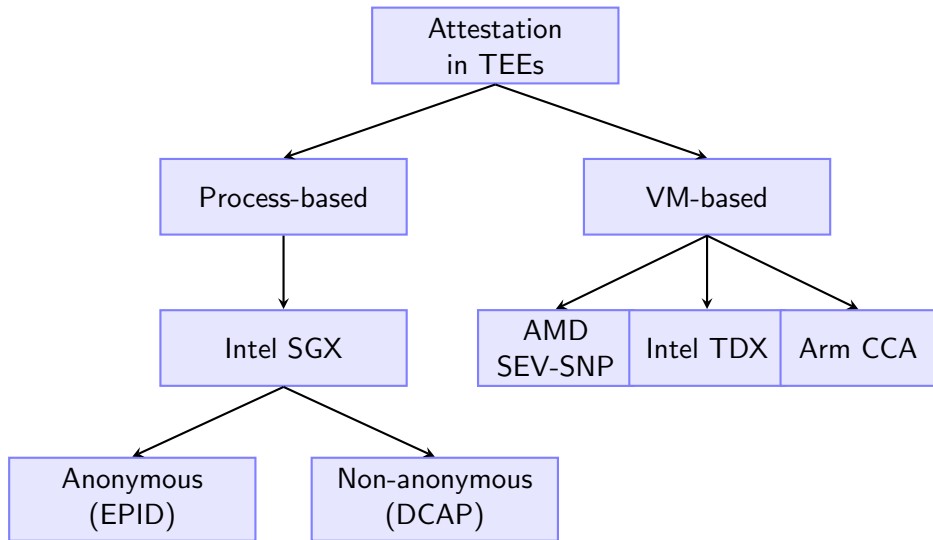 Attestation
in TEEs
Process-based
VM-based
Intel SGX
AMD
SEV-SNP
Intel TDX
Arm CCA
Anonymous
(EPID)
Non-anonymous
(DCAP)